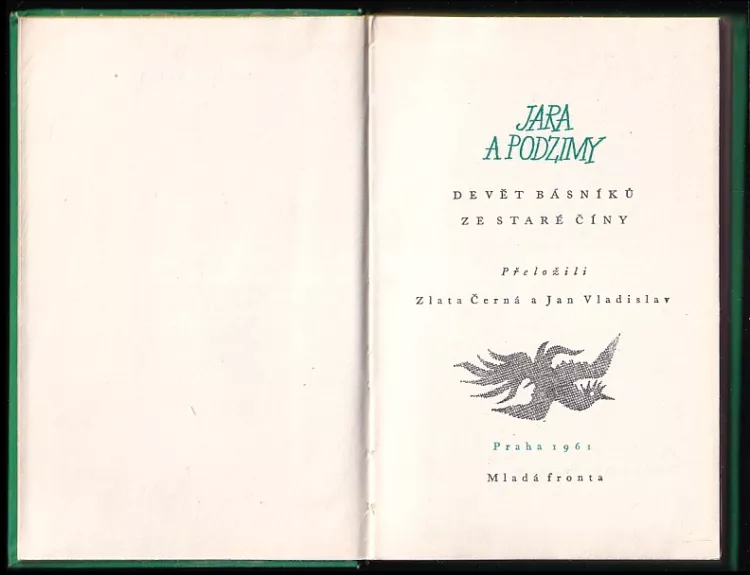 JARA
A PODZIMY
DEVĚT BÁSNÍKŮ
ZE STARÉ ČÍNY
Přeložili
Zlata Černá a Jan Vladislav
Praha 1961
Mladá fronta